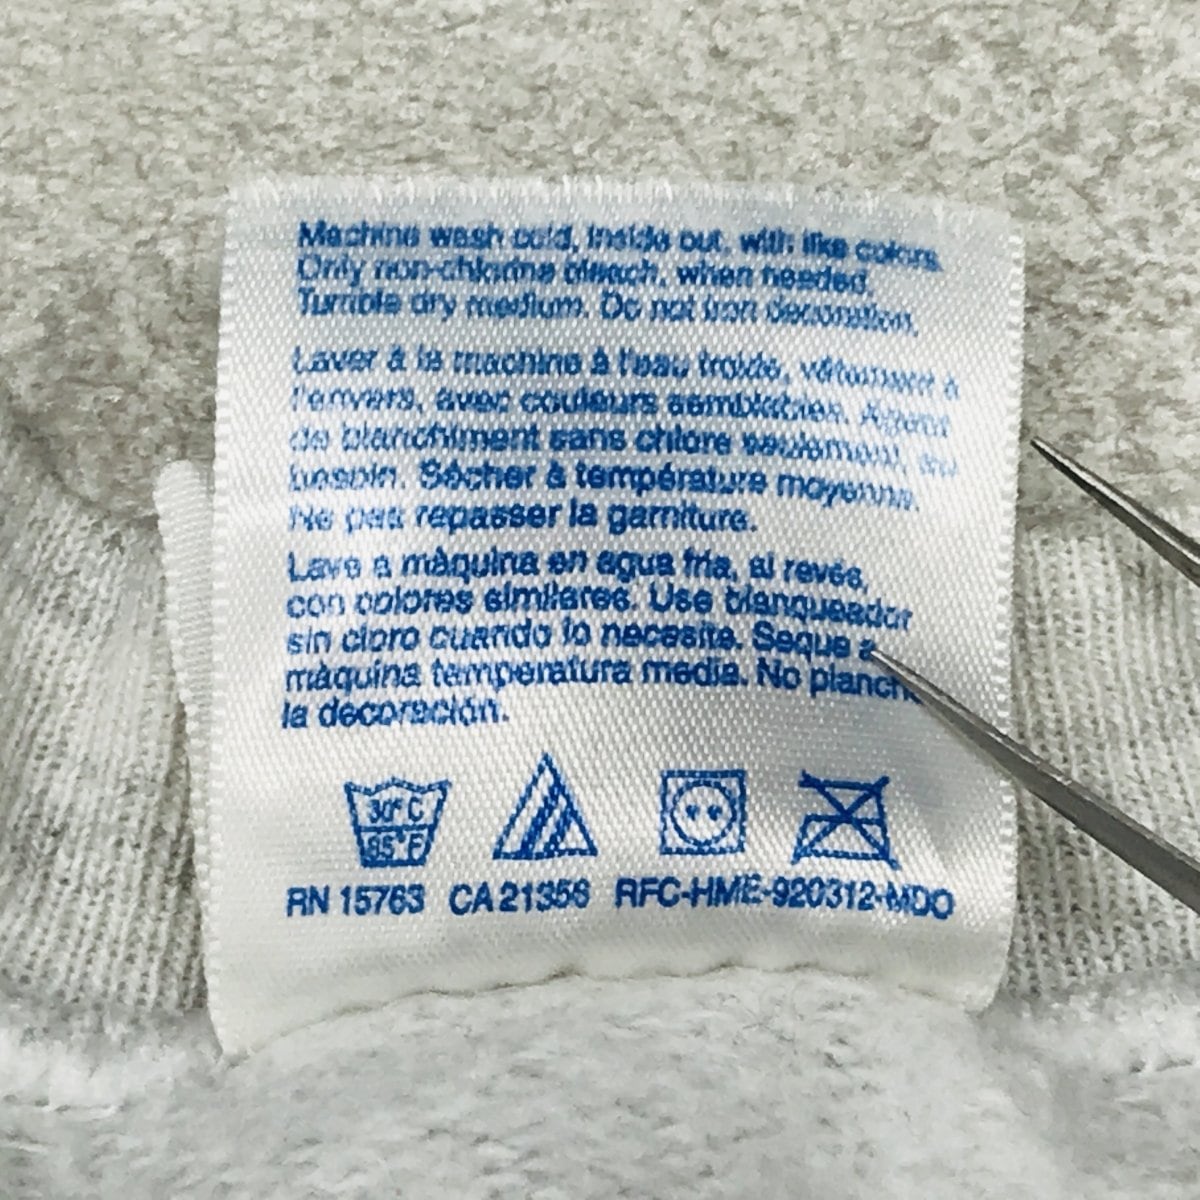 Machine wash cold, inside out, with like colors.
Only non-chlorine bleach, when needed.
Tumble dry medium. Do not iron decoration.
Laver à la machine à l'eau froide, vêtement à
l'envers, avec couleurs semblables. Agent
de blanchiment sans chlore seulement, au
besoin. Sécher à température moyenne.
Ne pas repasser la garniture.
Lave a màquina en agua fria, al revés,
con colores similares. Use blanqueador
sin cloro cuando lo necesite. Seque a
màquina temperatura media. No planch
la decoración.
30°C
85°F
RN 15763 CA 21356 RFC-HME-920312-MDO